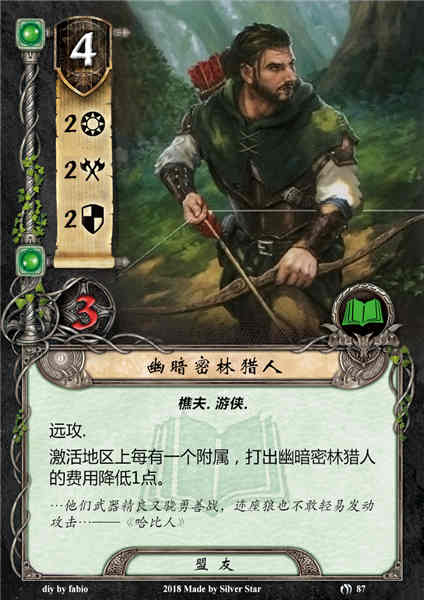 4
2
2
2
3
幽暗密林猎人
樵夫. 游侠.
远攻.
激活地区上每有一个附属，打出幽暗密林猎人
的费用降低1点。
…他们武器精良又骁勇善战，连座狼也不敢轻易发动
攻击…——《哈比人》
盟友
diy by fabio 2018 Made by Silver Star 87